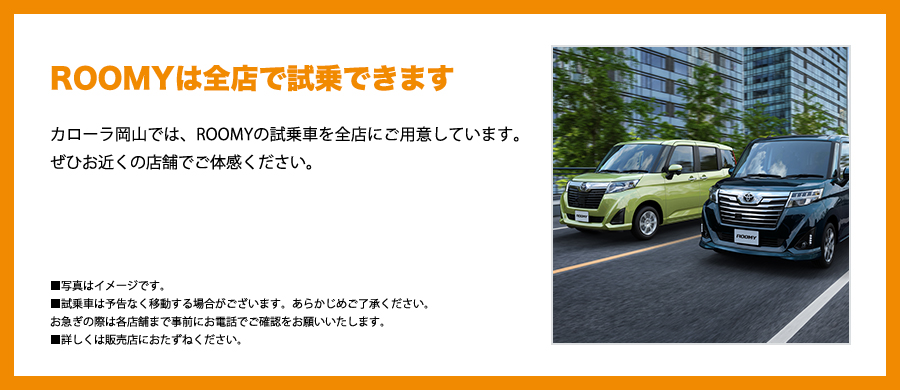 ROOMYは全店で試乗できます
カローラ岡山では、ROOMYの試乗車を全店にご用意しています。
ぜひお近くの店舗でご体感ください。
ROOMY
ROOMY
■写真はイメージです。
■試乗車は予告なく移動する場合がございます。あらかじめご了承ください。
お急ぎの際は各店舗まで事前にお電話でご確認をお願いいたします。
■詳しくは販売店におたずねください。